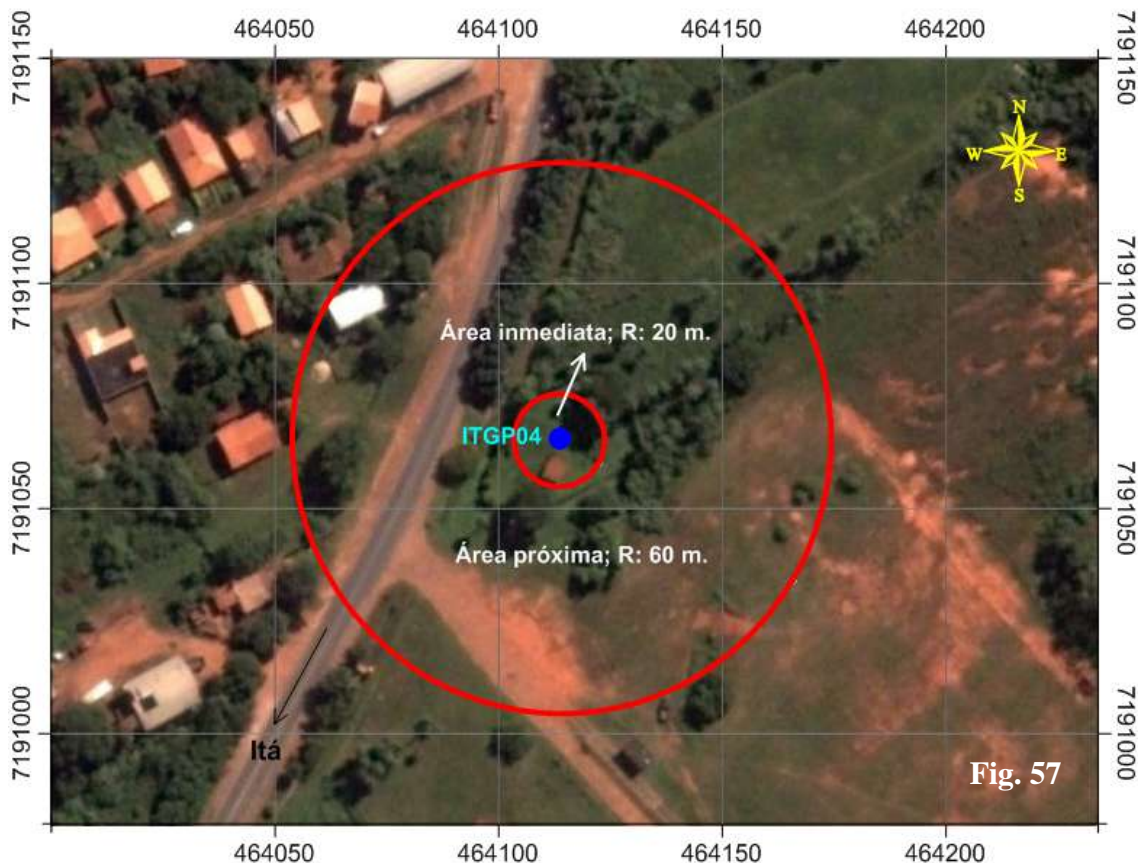 464050 464100 464150 464200
7191150 7191150
N
W E
S
7191100 7191100
Área inmediata; R: 20 m.
ITGP04
7191050 7191050
Área próxima; R: 60 m.
7191000 7191000
Itá
Fig. 57
464050 464100 464150 464200